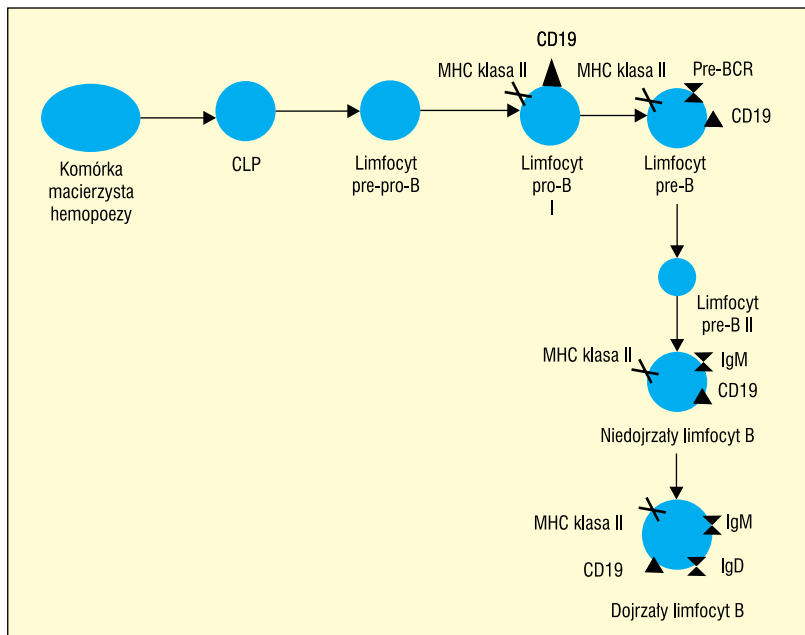 CD19
MHC klasa II
MHC klasa II
Pre-BCR
CD19
Komórka
macierzysta
hemopoezy
CLP
Limfocyt
pre-pro-B
Limfocyt
pro-B
I
Limfocyt
pre-B
Limfocyt
pre-B II
MHC klasa II
IgM
CD19
Niedojrzały limfocyt B
MHC klasa II
IgM
CD19
IgD
Dojrzały limfocyt B